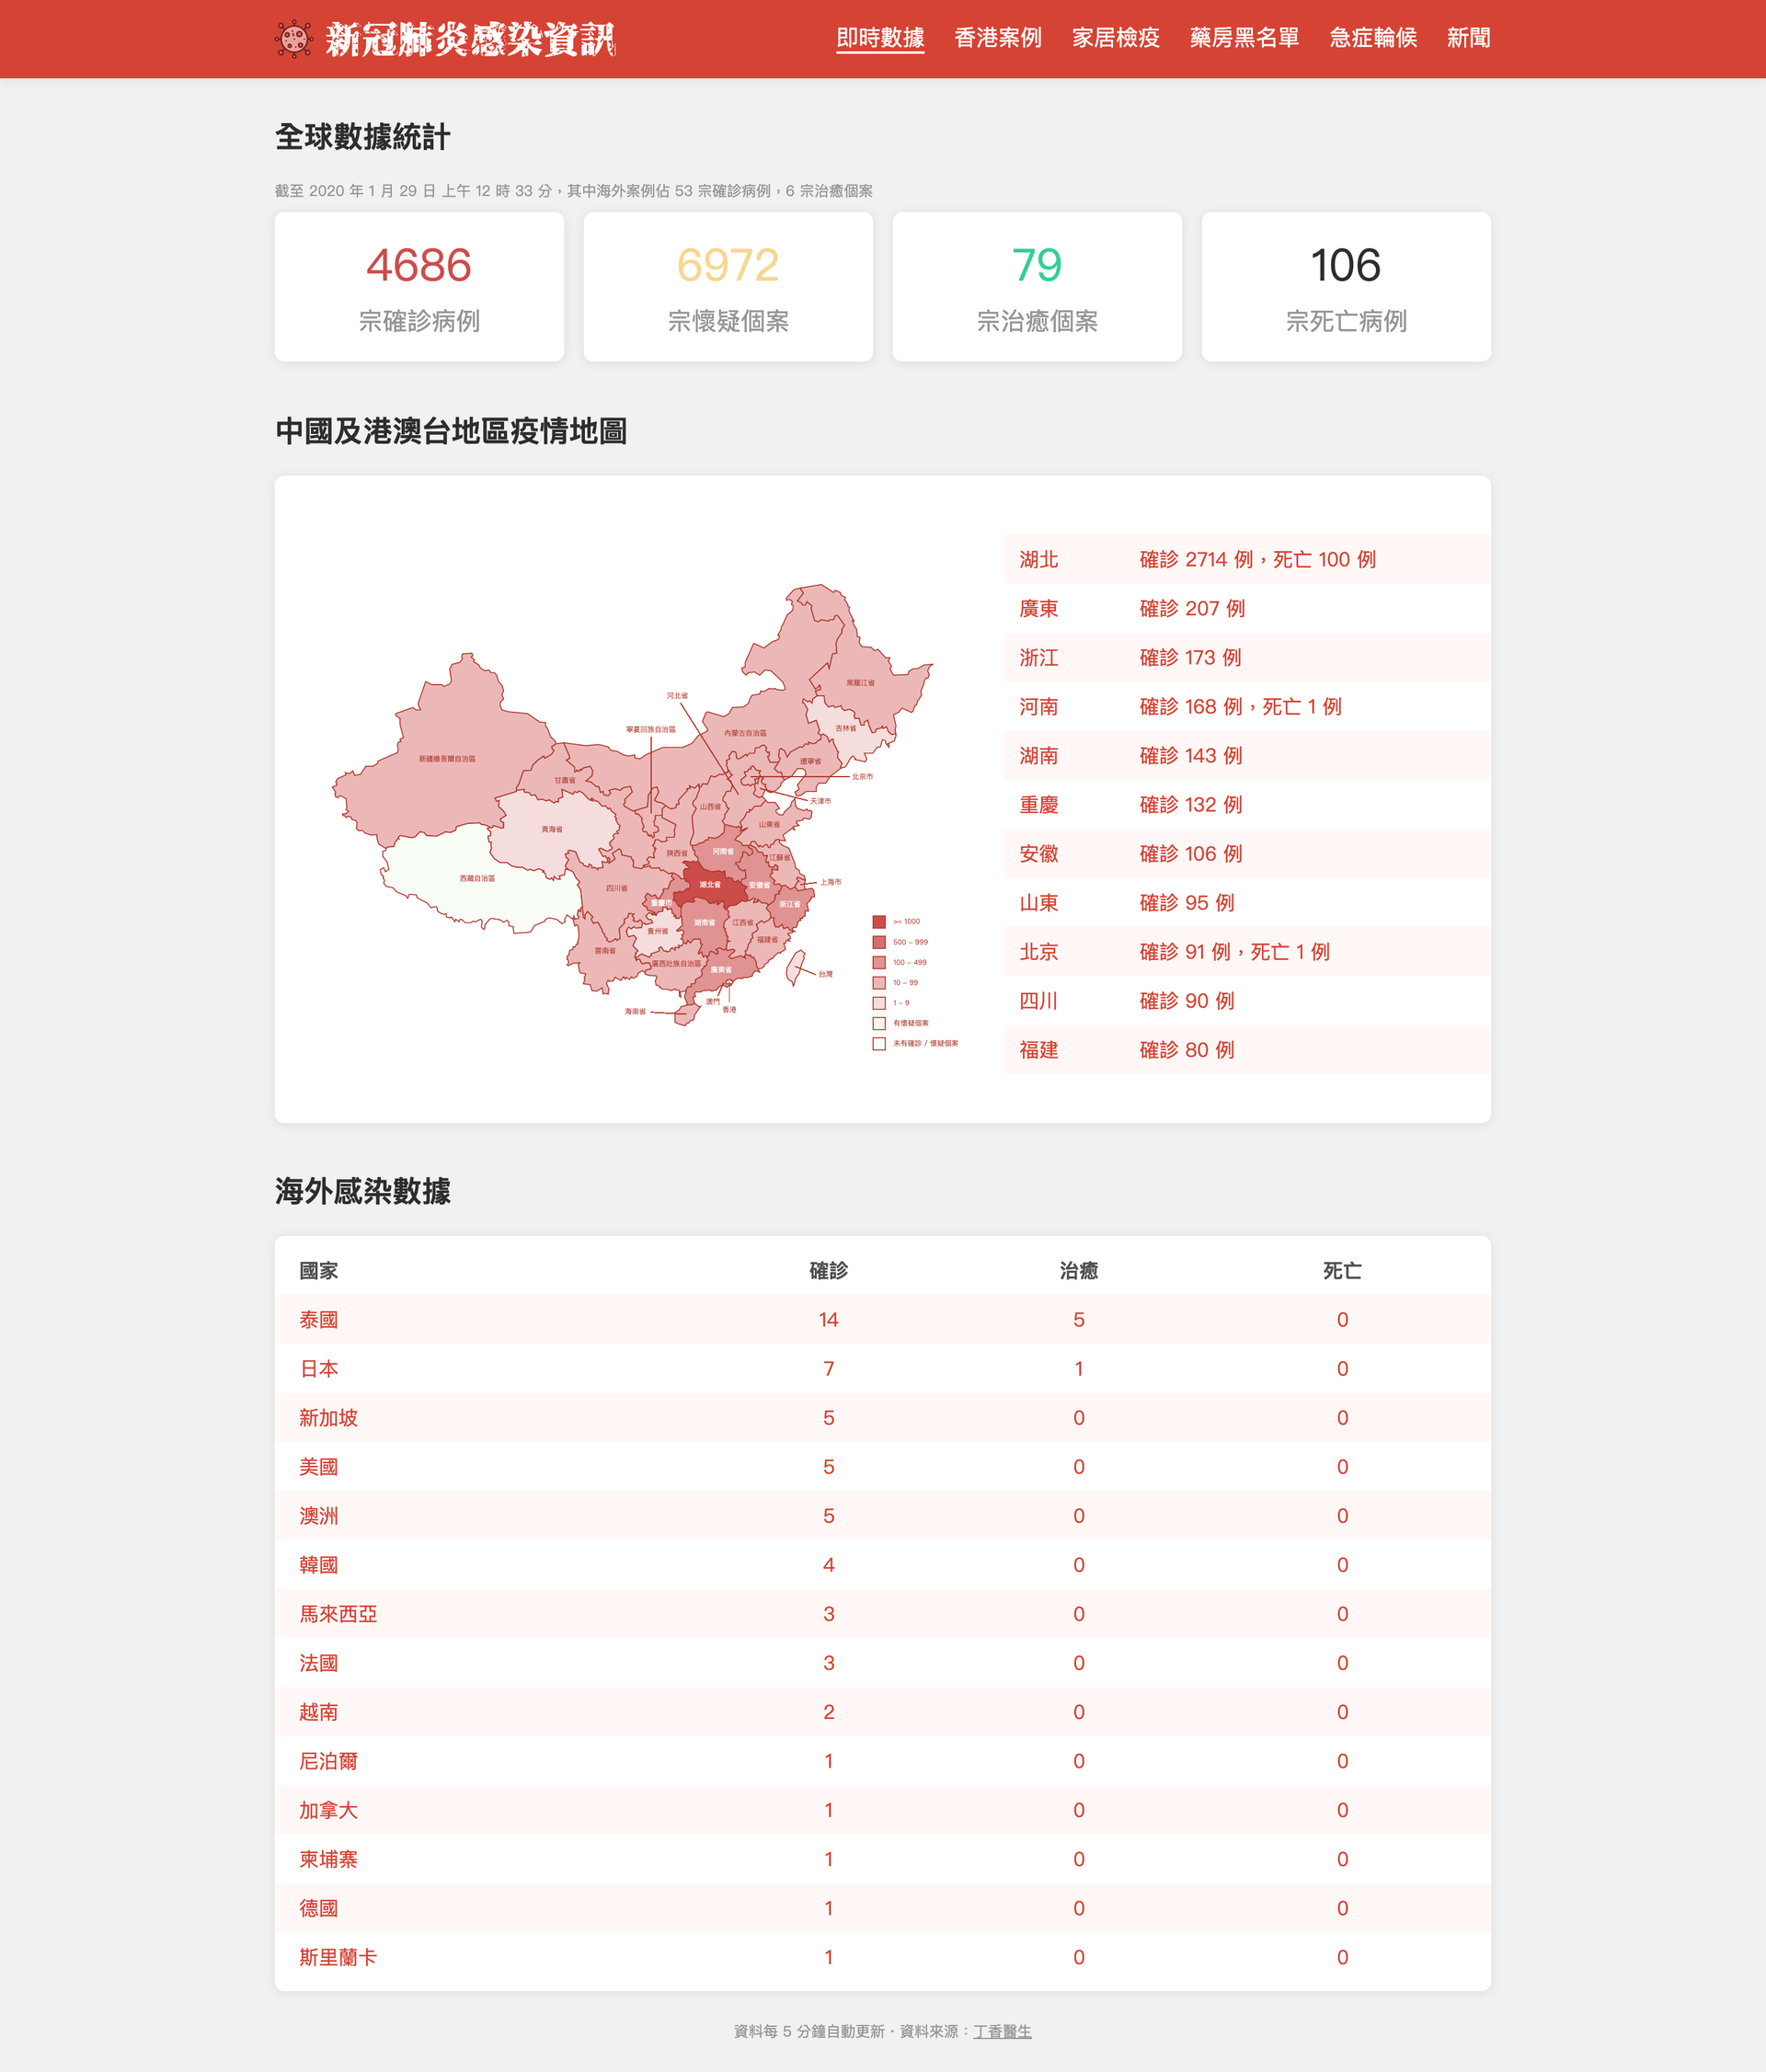 新冠肺炎感染資訊
即時數據 香港案例 家居檢疫 藥房黑名單 急症輪候 新聞
全球數據統計
截至 2020 年 1 月 29 日 上午 12 時 33 分，其中海外案例佔 53 宗確診病例，6 宗治癒個案
4686 6972 79 106
宗確診病例 宗懷疑個案 宗治癒個案 宗死亡病例
中國及港澳台地區疫情地圖
湖北 確診 2714 例，死亡 100 例
廣東 確診 207 例
浙江 確診 173 例
河南 確診 168 例，死亡 1 例
湖南 確診 143 例
重慶 確診 132 例
安徽 確診 106 例
山東 確診 95 例
北京 確診 91 例，死亡 1 例
四川 確診 90 例
福建 確診 80 例
黑龍江省
河北省
吉林省
寧夏回族自治區
內蒙古自治區
新疆維吾爾自治區
遼寧省
甘肅省
北京市
天津市
山西省
山東省
青海省
河南省
陝西省
江蘇省
西藏自治區
四川省
湖北省
安徽省
上海市
重慶市
浙江省
湖南省
江西省
貴州省
福建省
雲南省
廣西壯族自治區
廣東省
台灣
澳門
香港
海南省
>= 1000
500 – 999
100 – 499
10 – 99
1 – 9
有懷疑個案
未有確診 / 懷疑個案
海外感染數據
國家 確診 治癒 死亡
泰國 14 5 0
日本 7 1 0
新加坡 5 0 0
美國 5 0 0
澳洲 5 0 0
韓國 4 0 0
馬來西亞 3 0 0
法國 3 0 0
越南 2 0 0
尼泊爾 1 0 0
加拿大 1 0 0
柬埔寨 1 0 0
德國 1 0 0
斯里蘭卡 1 0 0
資料每 5 分鐘自動更新 · 資料來源：丁香醫生